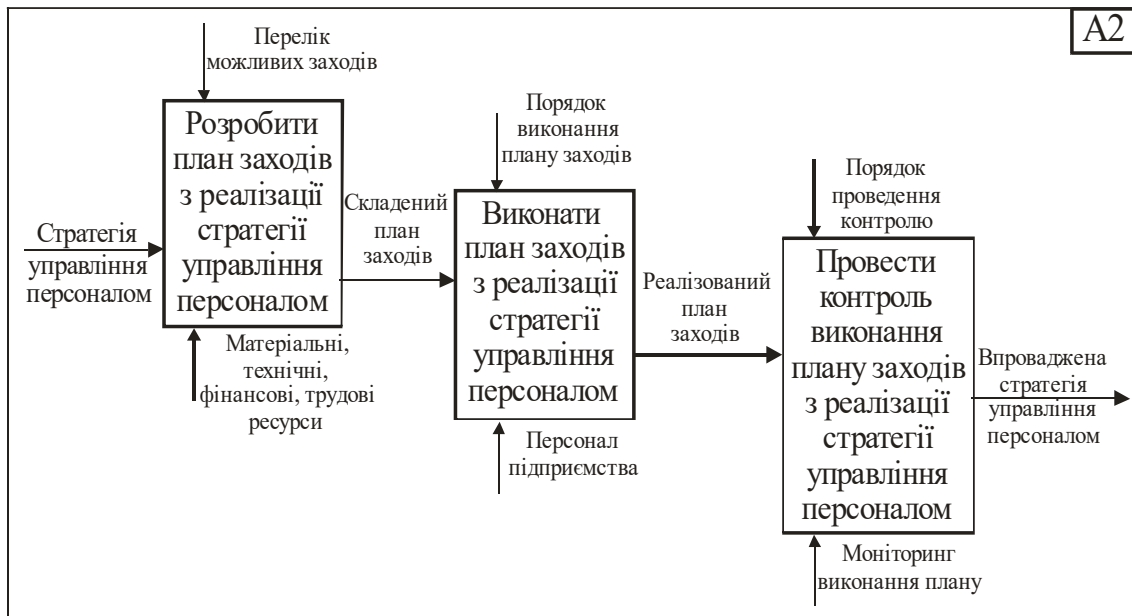 A2
Перелік
можливих заходів
Розробити
план заходів
з реалізації
стратегії
управління
персоналом
Стратегія
управління
персоналом
Матеріальні,
технічні,
фінансові, трудові
ресурси
Складений
план
заходів
Порядок
виконання
плану заходів
Виконати
план заходів
з реалізації
стратегії
управління
персоналом
Персонал
підприємства
Реалізований
план
заходів
Порядок
проведення
контролю
Провести
контроль
виконання
плану заходів
з реалізації
стратегії
управління
персоналом
Моніторинг
виконання плану
Впроваджена
стратегія
управління
персоналом